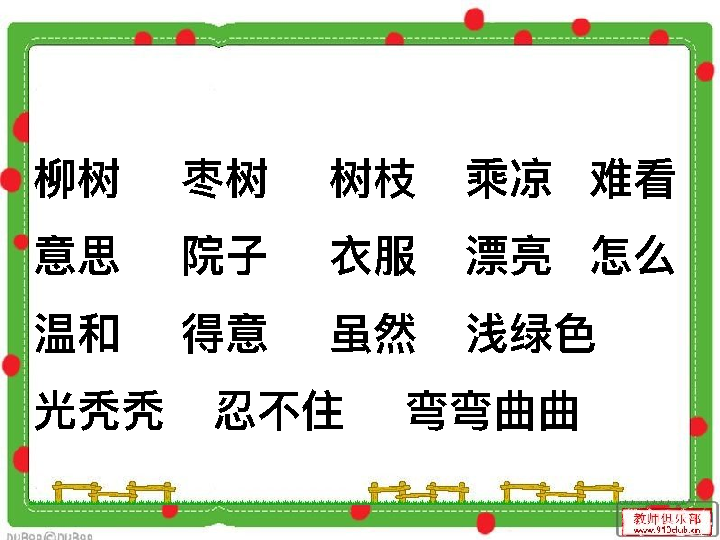 柳树 枣树 树枝 乘凉 难看
意思 院子 衣服 漂亮 怎么
温和 得意 虽然 浅绿色
光秃秃 忍不住 弯弯曲曲
教师俱乐部
www.910club.cn